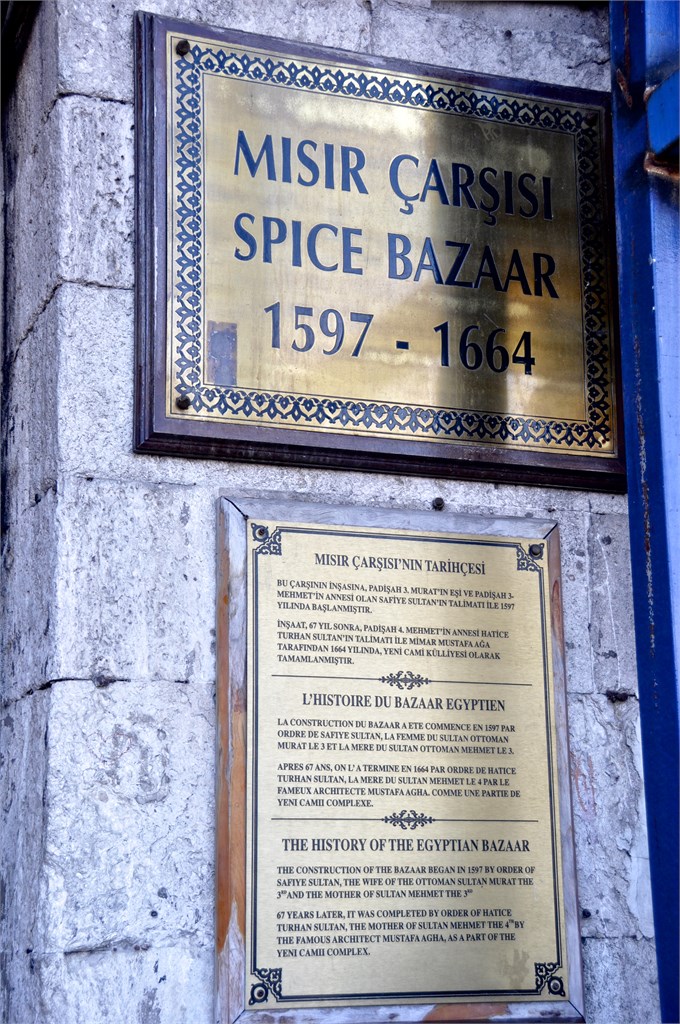 MISIR ÇARŞISI
SPICE BAZAAR
1597 - 1664
MISIR ÇARŞISI'NIN TARİHÇESİ
BU ÇARŞININ İNŞASINA, PADİŞAH 3. MURAT'IN EŞİ VE PADİŞAH 3-
MEHMET'İN ANNESİ OLAN SAFİYE SULTAN'IN TALİMATI İLE 1597
YILINDA BAŞLANMIŞTIR.
İNŞAAT, 67 YIL SONRA, PADİŞAH 4. MEHMET'İN ANNESİ HATİCE
TURHAN SULTAN'IN TALİMATI İLE MİMAR MUSTAFA AĞA
TARAFINDAN 1664 YILINDA, YENİ CAMİ KÜLLİYESİ OLARAK
TAMAMLANMIŞTIR.
L'HISTOIRE DU BAZAAR EGYPTIEN
LA CONSTRUCTION DU BAZAAR A ETE COMMENCE EN 1597 PAR
ORDRE DE SAFIYE SULTAN, LA FEMME DU SULTAN OTTOMAN
MURAT LE 3 ET LA MERE DU SULTAN OTTOMAN MEHMET LE 3.
APRES 67 ANS, ON L' A TERMINE EN 1664 PAR ORDRE DE HATICE
TURHAN SULTAN, LA MERE DU SULTAN MEHMET LE 4 PAR LE
FAMEUX ARCHITECTE MUSTAFA AGHA. COMME UNE PARTIE DE
YENI CAMII COMPLEXE.
THE HISTORY OF THE EGYPTIAN BAZAAR
THE CONSTRUCTION OF THE BAZAAR BEGAN IN 1597 BY ORDER OF
SAFIYE SULTAN, THE WIFE OF THE OTTOMAN SULTAN MURAT THE
3RD AND THE MOTHER OF SULTAN MEHMET THE 3RD
67 YEARS LATER, IT WAS COMPLETED BY ORDER OF HATICE
TURHAN SULTAN, THE MOTHER OF SULTAN MEHMET THE 4TH BY
THE FAMOUS ARCHITECT MUSTAFA AGHA, AS A PART OF THE
YENI CAMII COMPLEX.